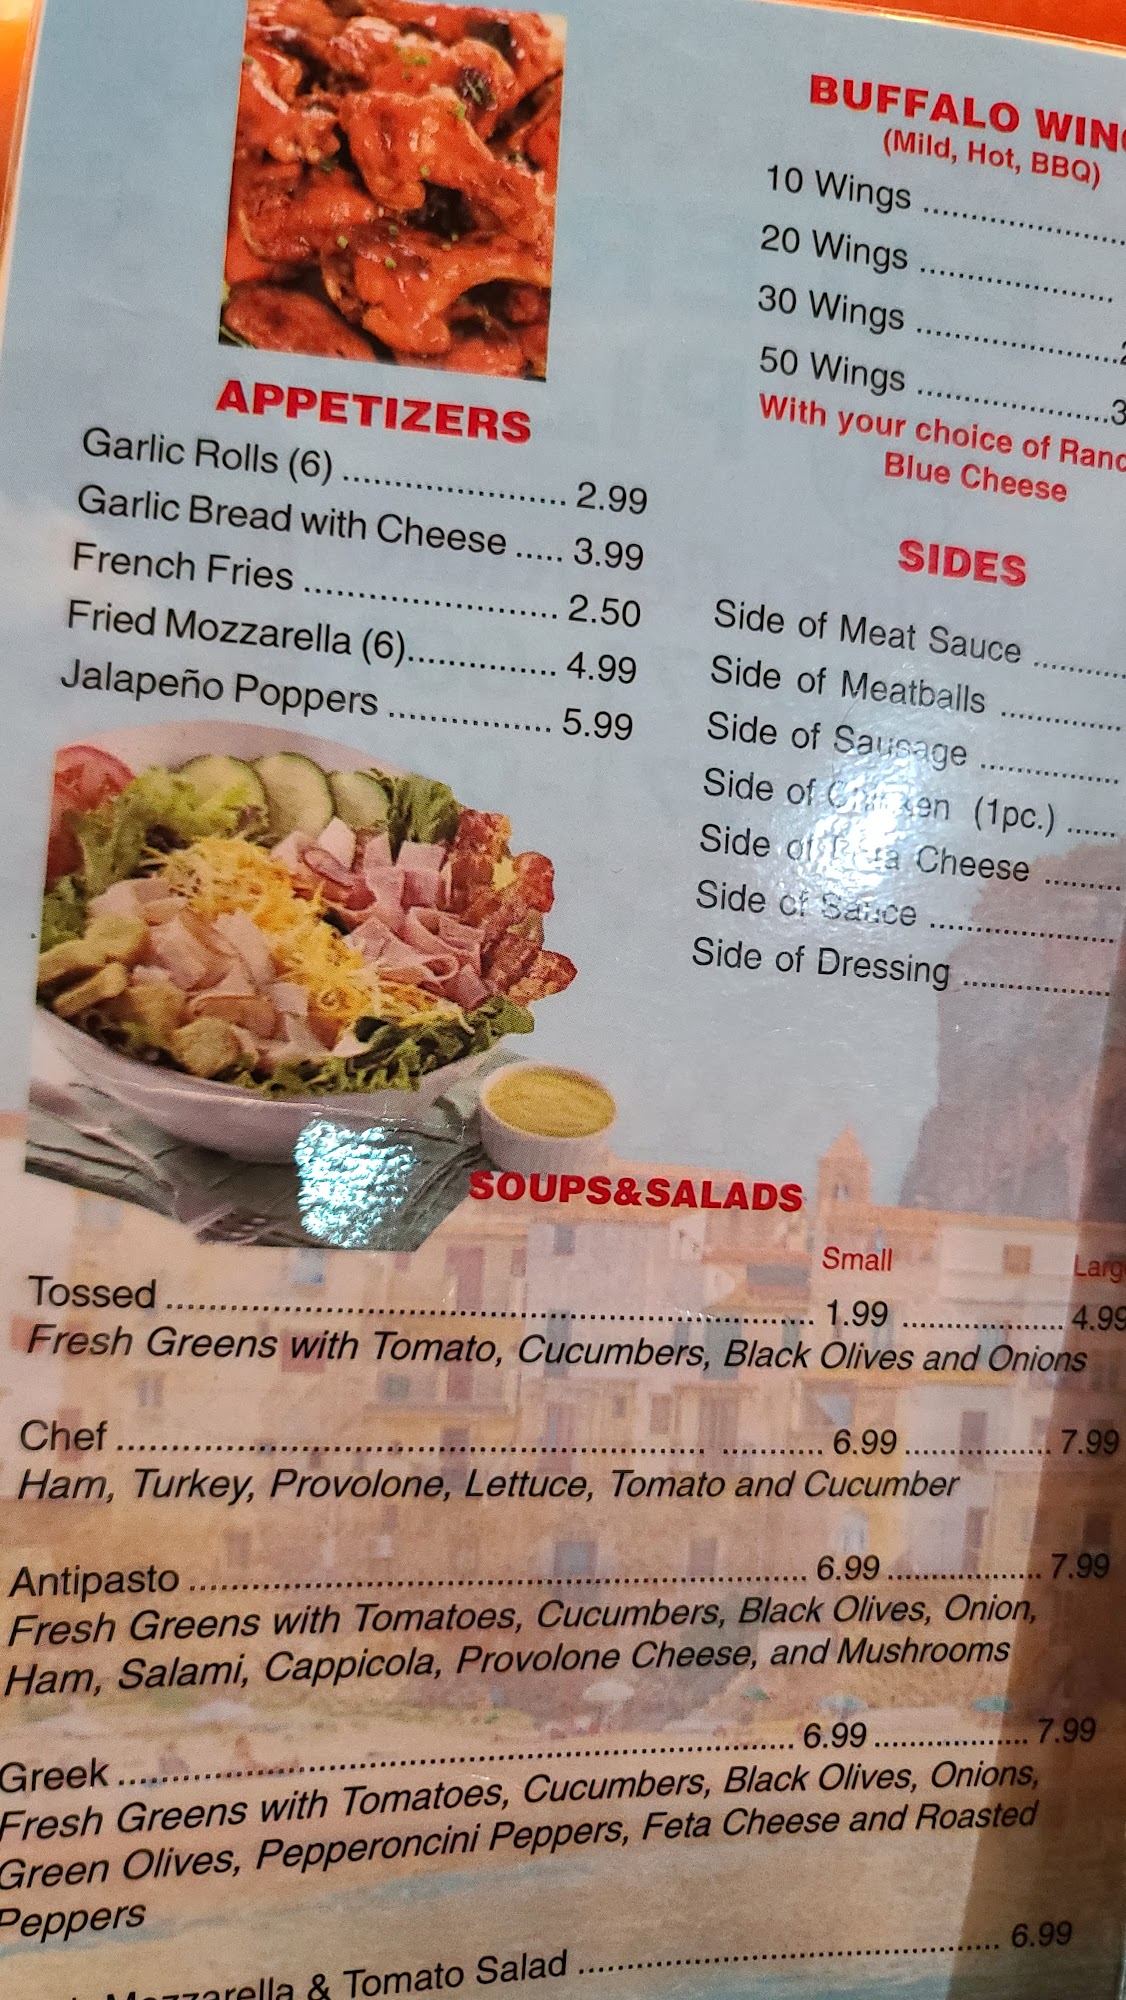 APPETIZERS
Garlic Rolls (6) ..................... 2.99
Garlic Bread with Cheese ..... 3.99
French Fries ........................ 2.50
Fried Mozzarella (6).............. 4.99
Jalapeño Poppers ................ 5.99
BUFFALO
(Mild, Hot, BBQ)
10 Wings
20 Wings
30 Wings
50 Wings
With your choice of
Blue Cheese
SIDES
Side of Meat Sauce
Side of Meatballs
Side of Sausage
Side of Chicken (1pc.)
Side of Feta Cheese
Side of Sauce
Side of Dressing
SOUPS&SALADS
Small
Tossed ........ 1.99 ........ 4.99
Fresh Greens with Tomato, Cucumbers, Black Olives and Onions
Chef ........ 6.99 ........ 7.99
Ham, Turkey, Provolone, Lettuce, Tomato and Cucumber
Antipasto ........ 6.99 ........ 7.99
Fresh Greens with Tomatoes, Cucumbers, Black Olives, Onion,
Ham, Salami, Cappicola, Provolone Cheese, and Mushrooms
Greek ........ 6.99 ........ 7.99
Fresh Greens with Tomatoes, Cucumbers, Black Olives, Onions,
Green Olives, Pepperoncini Peppers, Feta Cheese and Roasted
Peppers
Mozzarella & Tomato Salad ........ 6.99